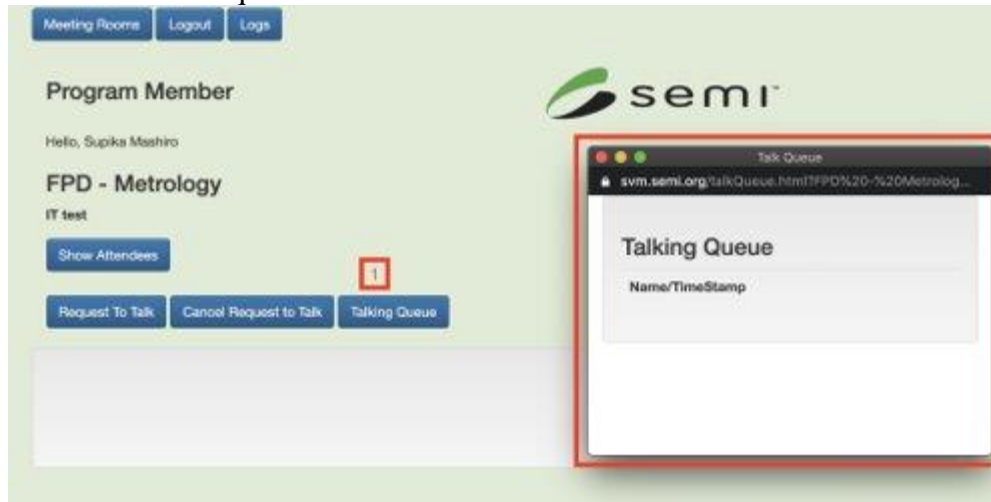 Meeting Rooms Logout Logs
Program Member
semi
Hello, Supika Mashiro
FPD - Metrology
IT test
Show Attendees
1
Request To Talk Cancel Request to Talk Talking Queue
Talk Queue
svm.semi.org/talkQueue.html?FPD%20-%20Metrolog...
Talking Queue
Name/TimeStamp